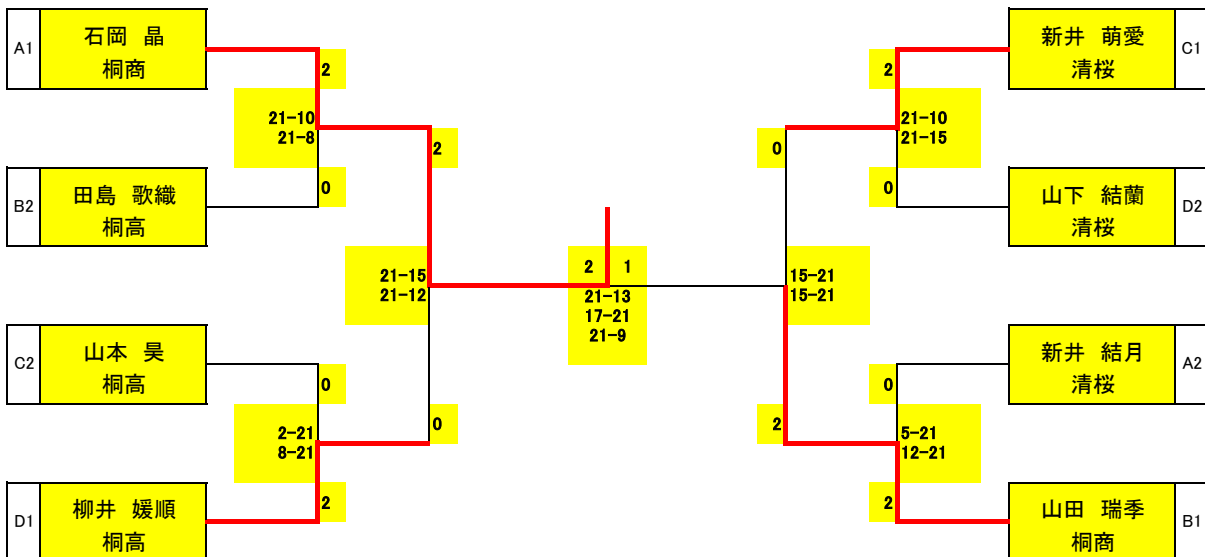 A1
石岡 晶
桐商
2
21-10
21-8
0
B2
田島 歌織
桐高
2
21-15
21-12
0
C2
山本 昊
桐高
0
2-21
8-21
2
D1
柳井 媛順
桐高
2 1
21-13
17-21
21-9
新井 萌愛
清桜
C1
2
21-10
21-15
0
山下 結蘭
清桜
D2
0
15-21
15-21
2
新井 結月
清桜
A2
0
5-21
12-21
2
山田 瑞季
桐商
B1